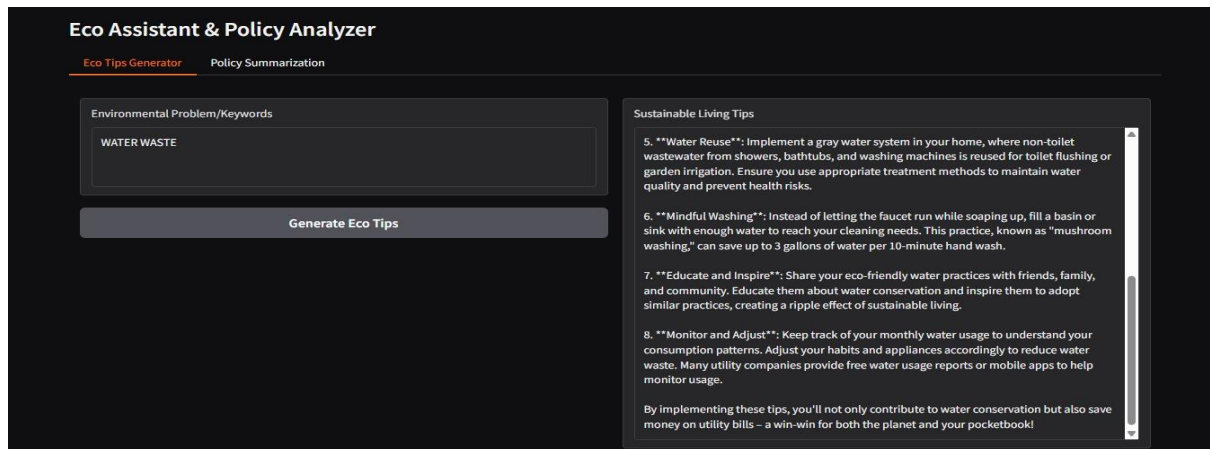 Eco Assistant & Policy Analyzer
Eco Tips Generator
Policy Summarization
Environmental Problem/Keywords
WATER WASTE
Generate Eco Tips
Sustainable Living Tips
5. **Water Reuse**: Implement a gray water system in your home, where non-toilet
wastewater from showers, bathtubs, and washing machines is reused for toilet flushing or
garden irrigation. Ensure you use appropriate treatment methods to maintain water
quality and prevent health risks.
6. **Mindful Washing**: Instead of letting the faucet run while soaping up, fill a basin or
sink with enough water to reach your cleaning needs. This practice, known as "mushroom
washing," can save up to 3 gallons of water per 10-minute hand wash.
7. **Educate and Inspire**: Share your eco-friendly water practices with friends, family,
and community. Educate them about water conservation and inspire them to adopt
similar practices, creating a ripple effect of sustainable living.
8. **Monitor and Adjust**: Keep track of your monthly water usage to understand your
consumption patterns. Adjust your habits and appliances accordingly to reduce water
waste. Many utility companies provide free water usage reports or mobile apps to help
monitor usage.
By implementing these tips, you'll not only contribute to water conservation but also save
money on utility bills – a win-win for both the planet and your pocketbook!